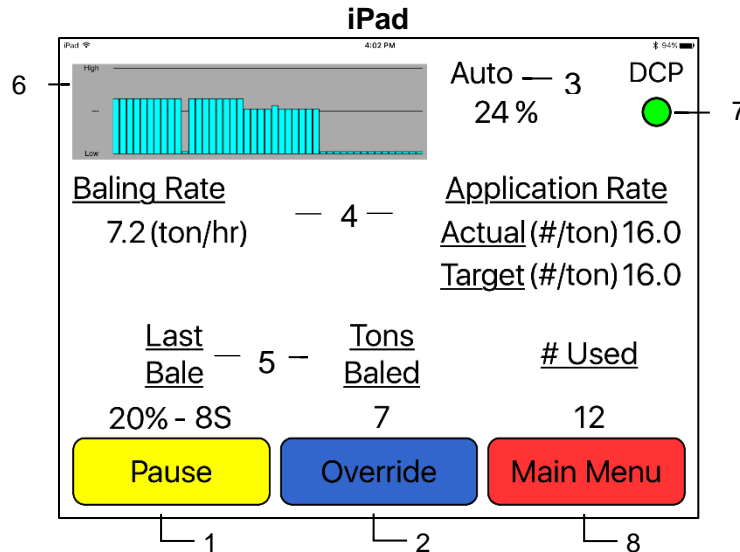 iPad
iPad 4:02 PM 94%
6 High Auto — 3 DCP
--- 24 % 7
Low
Baling Rate Application Rate
7.2 (ton/hr) — 4 — Actual (#/ton) 16.0
Target (#/ton) 16.0
Last Tons
Bale — 5 – Baled # Used
20% - 8S 7 12
Pause Override Main Menu
1 2 8